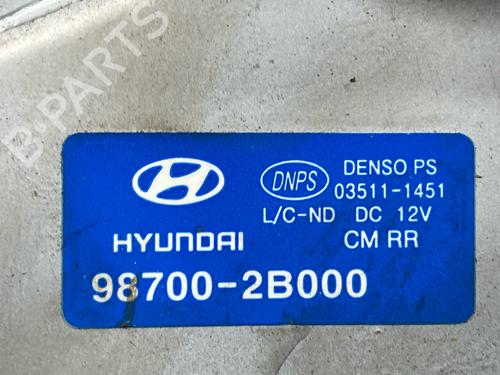 B-PARTS
DNPS
DENSO PS
03511-1451
L/C-ND DC 12V
HYUNDAI
CM RR
98700-2B000